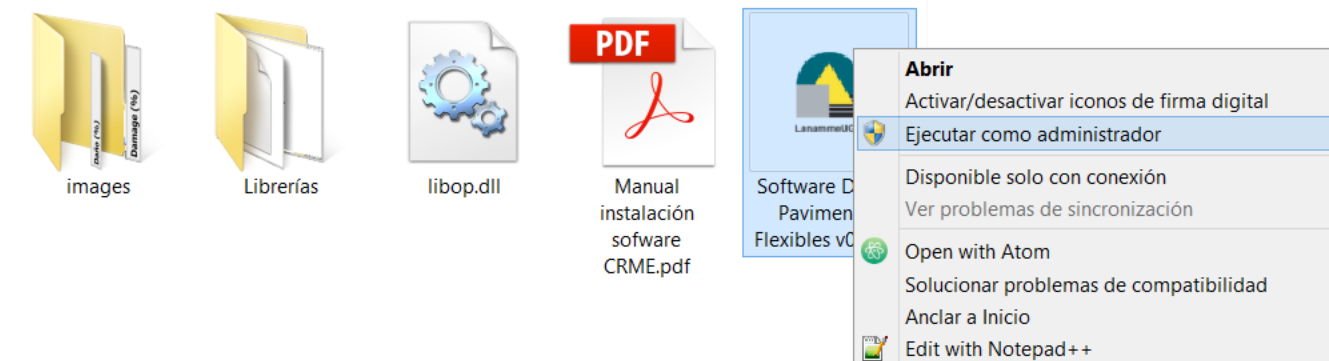 Daño (%)
Damage (%)
images
Librerías
libop.dll
PDF
Manual
instalación
sofware
CRME.pdf
LanammeUC
Software D
Pavimen
Flexibles v0
Abrir
Activar/desactivar iconos de firma digital
Ejecutar como administrador
Disponible solo con conexión
Ver problemas de sincronización
Open with Atom
Solucionar problemas de compatibilidad
Anclar a Inicio
Edit with Notepad++